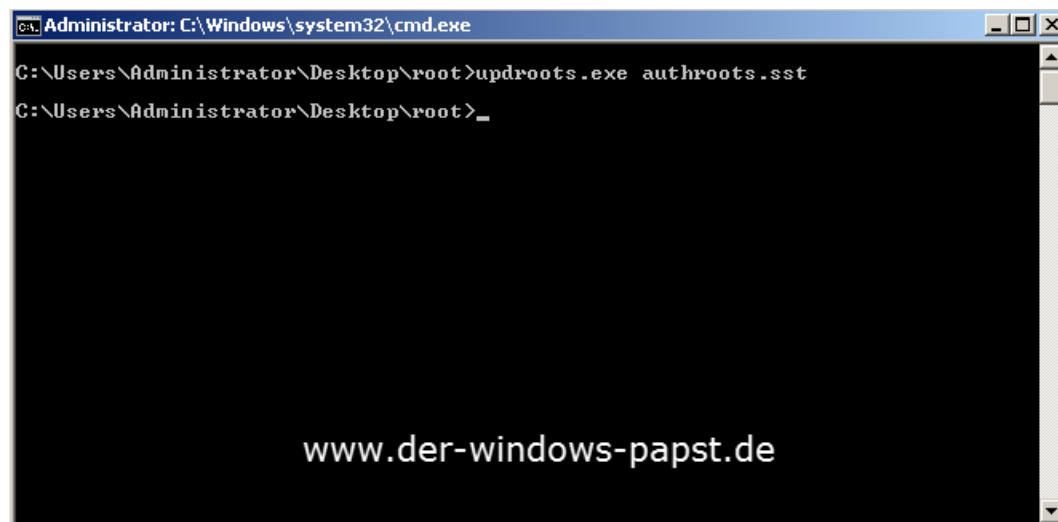 Administrator: C:\Windows\system32\cmd.exe
C:\Users\Administrator\Desktop\root>updroots.exe authroots.sst
C:\Users\Administrator\Desktop\root>_
www.der-windows-papst.de